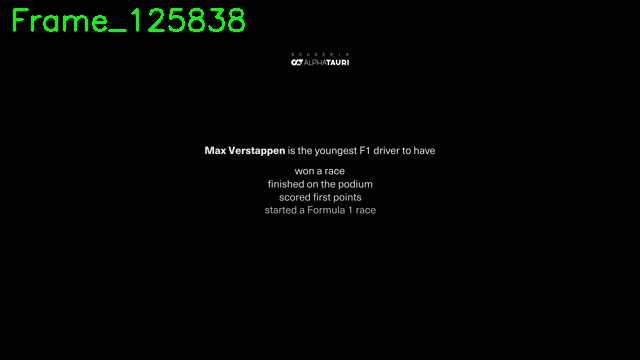 Frame_125838
SCUDERIA
ALPHATAURI
Max Verstappen is the youngest F1 driver to have
won a race
finished on the podium
scored first points
started a Formula 1 race